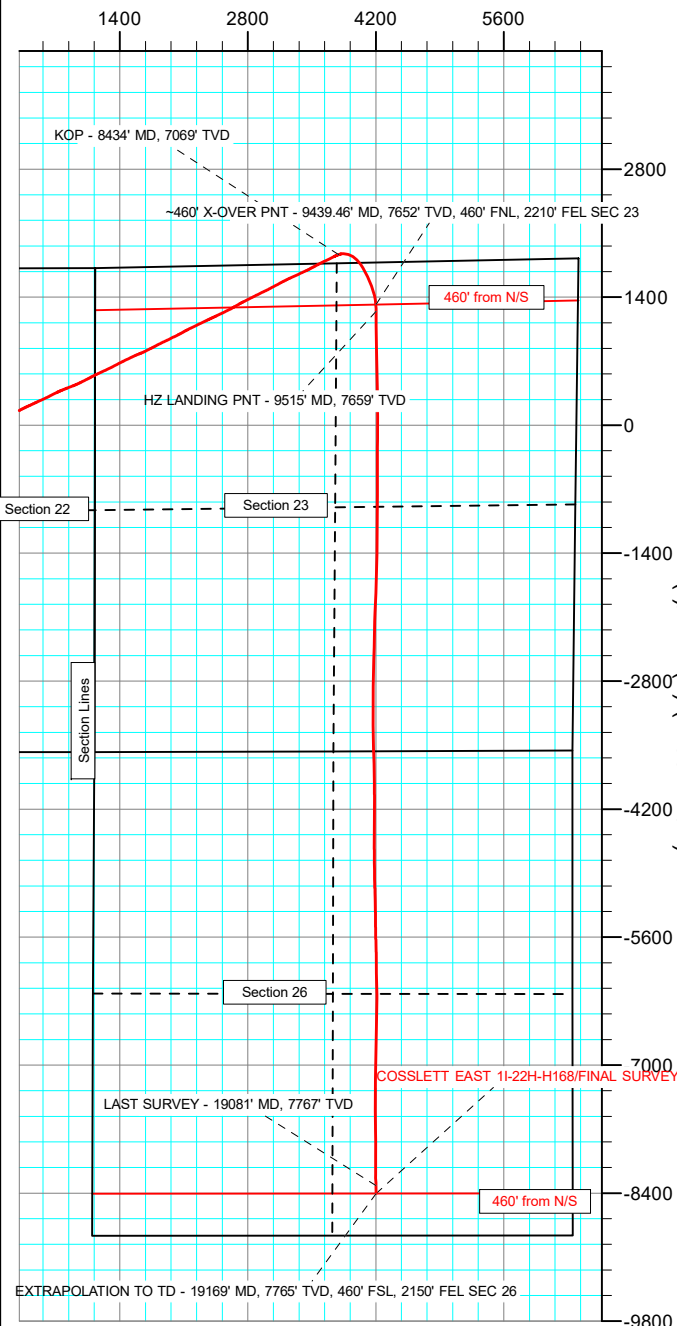 1400 2800 4200 5600
KOP - 8434' MD, 7069' TVD
2800
~460' X-OVER PNT - 9439.46' MD, 7652' TVD, 460' FNL, 2210' FEL SEC 23
460' from N/S
1400
HZ LANDING PNT - 9515' MD, 7659' TVD
0
Section 22
Section 23
-1400
-2800
Section Lines
-4200
-5600
Section 26
-7000
COSSLETT EAST 1I-22H-H168/FINAL SURVEY
LAST SURVEY - 19081' MD, 7767' TVD
460' from N/S
-8400
EXTRAPOLATION TO TD - 19169' MD, 7765' TVD, 460' FSL, 2150' FEL SEC 26
-9800